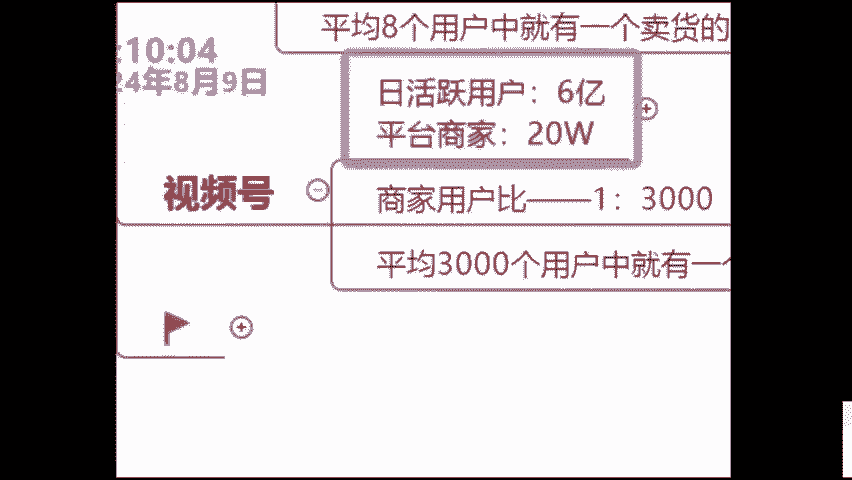 平均8个用户中就有一个卖货的
:10:04
24年8月9日
日活跃用户：6亿
平台商家：20W
视频号
商家用户比——1：3000
平均3000个用户中就有一个